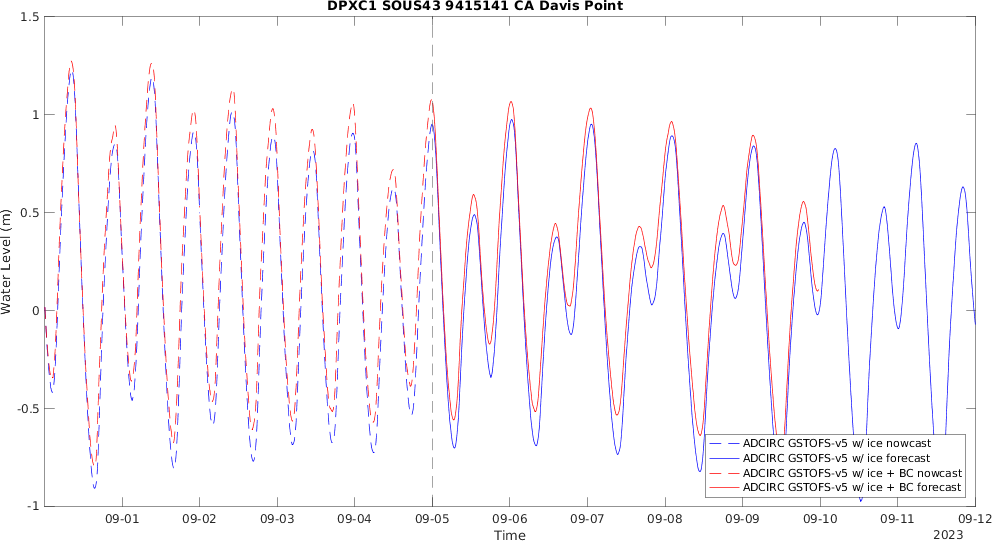 DPXC1 SOUS43 9415141 CA Davis Point
1.5
1
0.5
0
-0.5
-1
Water Level (m)
ADCIRC GSTOFS-v5 w/ ice nowcast
ADCIRC GSTOFS-v5 w/ ice forecast
ADCIRC GSTOFS-v5 w/ ice + BC nowcast
ADCIRC GSTOFS-v5 w/ ice + BC forecast
09-01 09-02 09-03 09-04 09-05 09-06 09-07 09-08 09-09 09-10 09-11 09-12
Time
2023